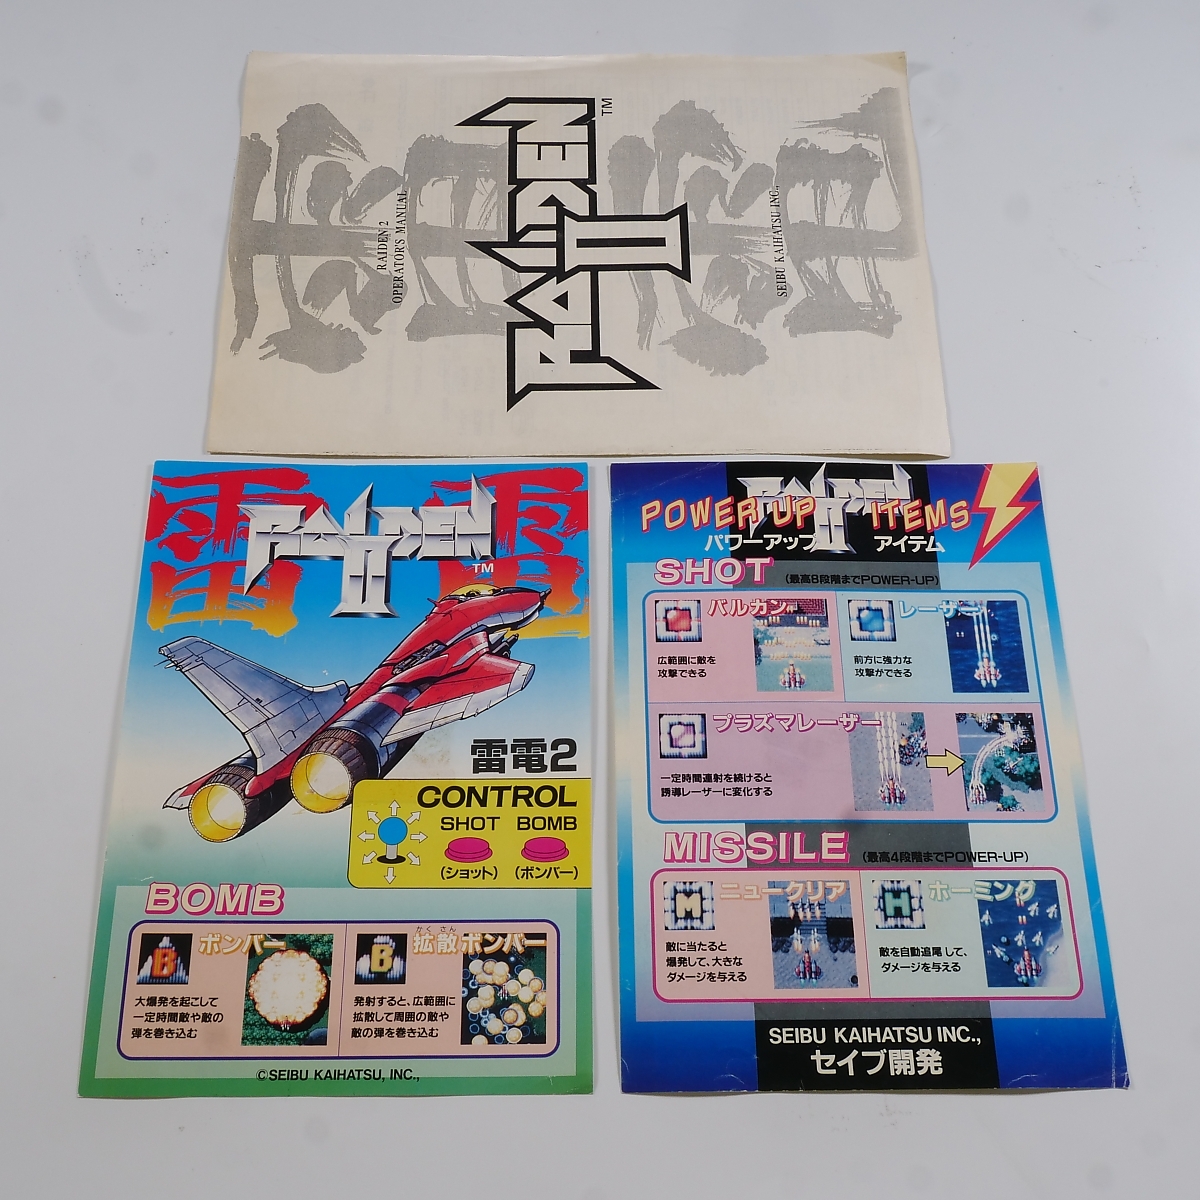 RAIDEN
II
TM
RAIDEN 2
OPERATOR'S MANUAL
SEIBU KAIHATSU INC.,
雷電
RAIDEN
II
TM
雷電2
CONTROL
SHOT BOMB
(ショット) (ボンバー)
BOMB
B
ボンバー
大爆発を起こして
一定時間敵や敵の
弾を巻き込む
B
かくさん
拡散ボンバー
発射すると、広範囲に
拡散して周囲の敵や
敵の弾を巻き込む
©SEIBU KAIHATSU, INC.,
RAIDEN
II
POWER UP ITEMS
パワーアップ アイテム
SHOT (最高8段階までPOWER-UP)
バルカン
広範囲に敵を
攻撃できる
レーザー
前方に強力な
攻撃ができる
プラズマレーザー
一定時間連射を続けると
誘導レーザーに変化する
MISSILE (最高4段階までPOWER-UP)
M
ニュークリア
敵に当たると
爆発して、大きな
ダメージを与える
H
ホーミング
敵を自動追尾して、
ダメージを与える
SEIBU KAIHATSU INC.,
セイブ開発